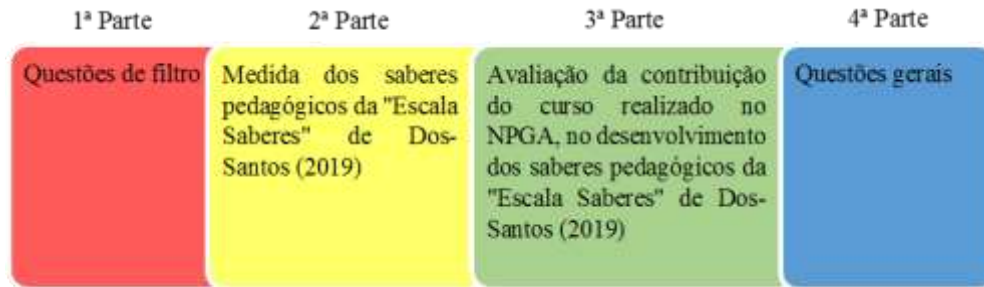 1ª Parte
2ª Parte
3ª Parte
4ª Parte
Questões de filtro
Medida dos saberes
pedagógicos da "Escala
Saberes" de Dos-
Santos (2019)
Avaliação da contribuição
do curso realizado no
NPGA, no desenvolvimento
dos saberes pedagógicos da
"Escala Saberes" de Dos-
Santos (2019)
Questões gerais